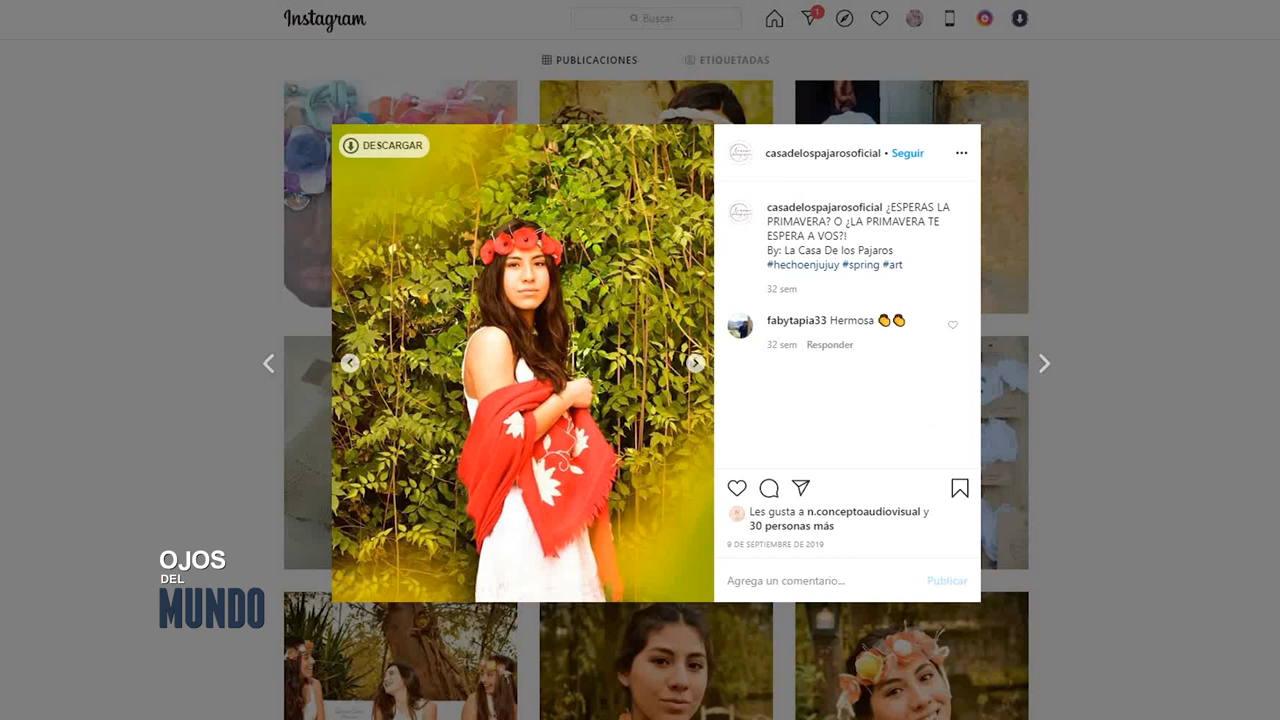 Instagram
Buscar
1
PUBLICACIONES
ETIQUETADAS
DESCARGAR
casadelospajarosoficial • Seguir
casadelospajarosoficial ¿ESPERAS LA
PRIMAVERA? O ¿LA PRIMAVERA TE
ESPERA A VOS?!
By: La Casa De los Pajaros
#hechoenjujuy #spring #art
32 sem
fabytapia33 Hermosa 👏👏
32 sem Responder
Les gusta a n.conceptoaudiovisual y
30 personas más
9 DE SEPTIEMBRE DE 2019
Agrega un comentario...
Publicar
OJOS
DEL
MUNDO